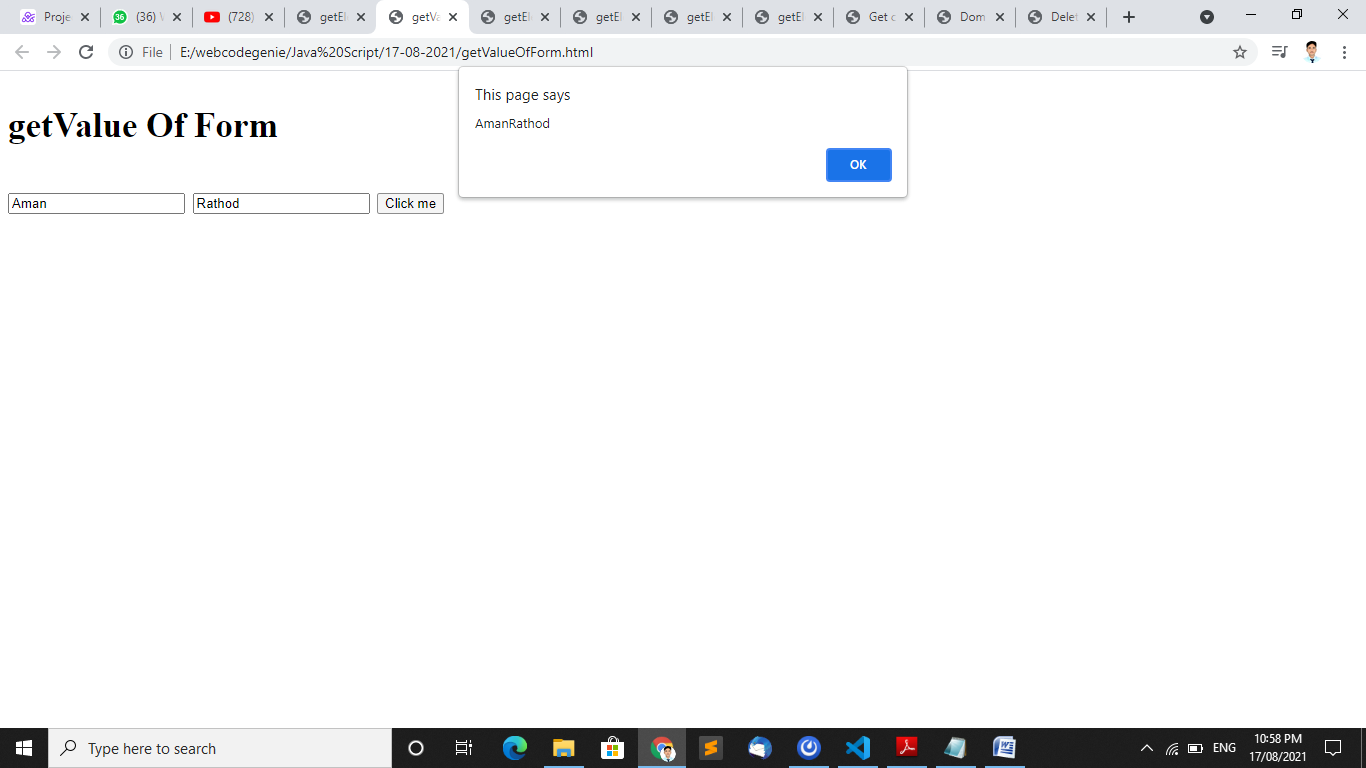 Proje
36
(36) V
(728)
getEl
getVa
getEl
getEl
getEl
getEl
Get c
Dom
Delet
File
E:/webcodegenie/Java%20Script/17-08-2021/getValueOfForm.html
This page says
AmanRathod
OK
getValue Of Form
Aman
Rathod
Click me
Type here to search
ENG
10:58 PM
17/08/2021